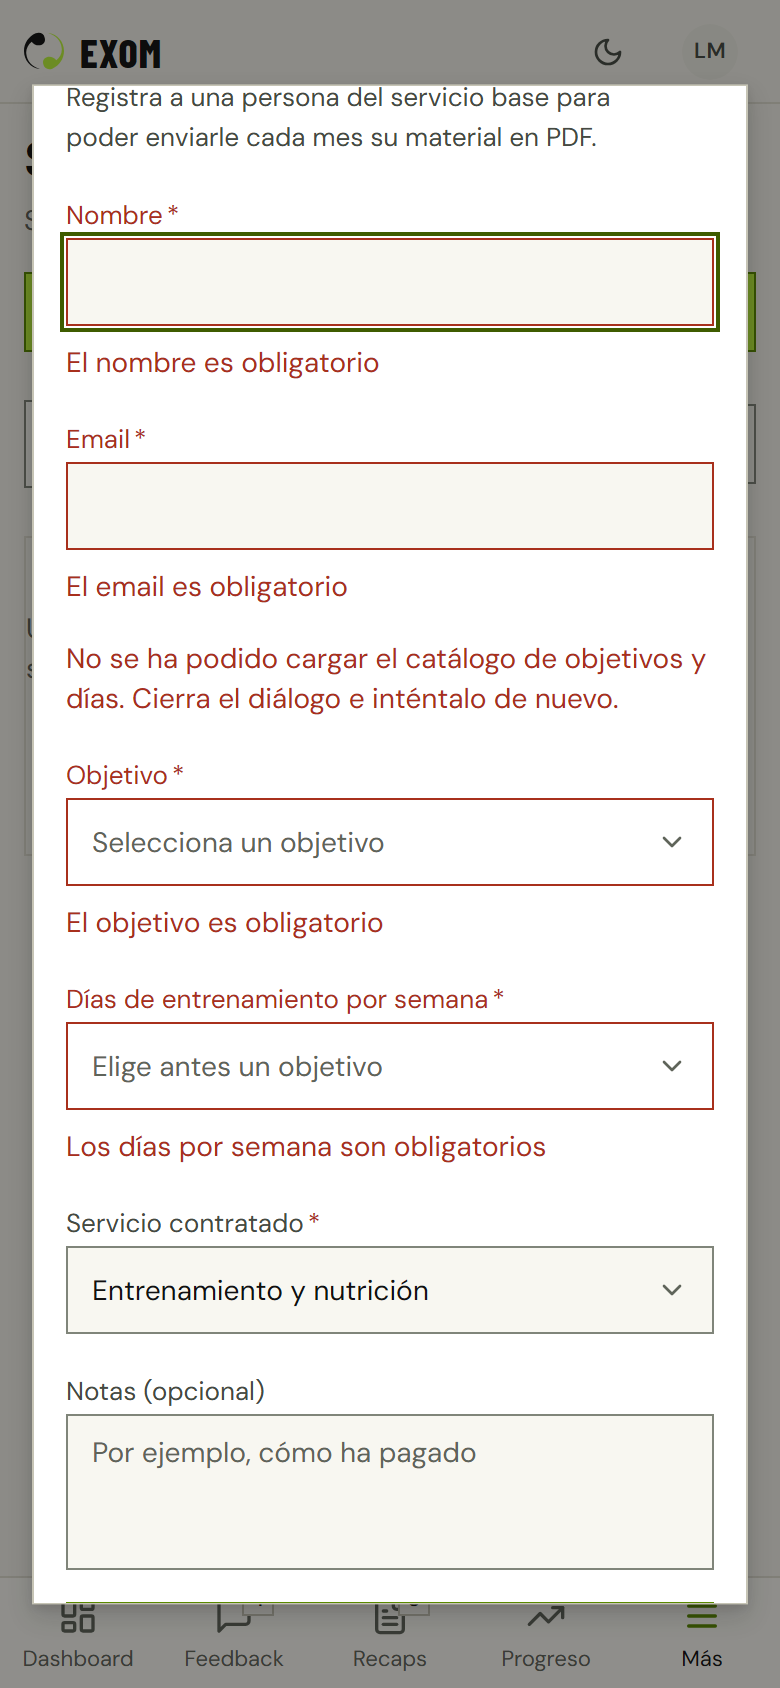 EXOM
LM
Registra a una persona del servicio base para
poder enviarle cada mes su material en PDF.
Nombre *
El nombre es obligatorio
Email *
El email es obligatorio
No se ha podido cargar el catálogo de objetivos y
días. Cierra el diálogo e inténtalo de nuevo.
Objetivo *
Selecciona un objetivo
El objetivo es obligatorio
Días de entrenamiento por semana *
Elige antes un objetivo
Los días por semana son obligatorios
Servicio contratado *
Entrenamiento y nutrición
Notas (opcional)
Por ejemplo, cómo ha pagado
Dashboard
Feedback
Recaps
Progreso
Más